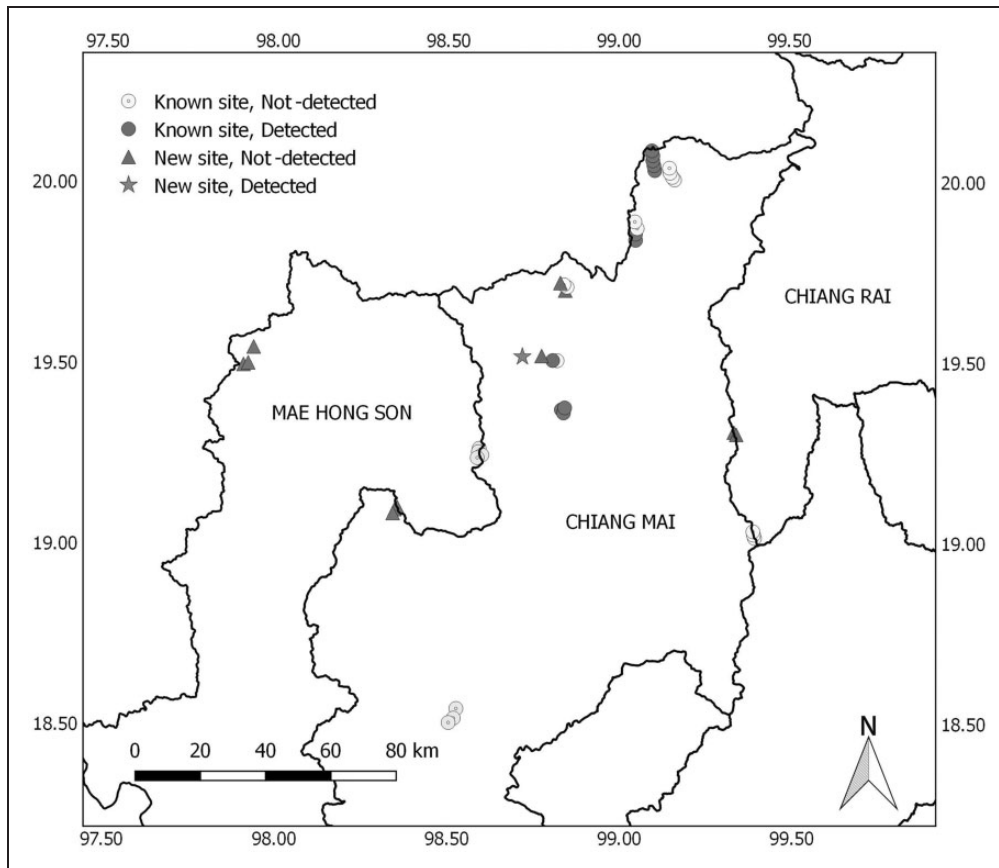 97.50 98.00 98.50 99.00 99.50
Known site, Not-detected
Known site, Detected
New site, Not-detected
New site, Detected
20.00 20.00
CHIANG RAI
19.50 19.50
MAE HONG SON
CHIANG MAI
19.00 19.00
18.50 18.50
N
0 20 40 60 80 km
97.50 98.00 98.50 99.00 99.50